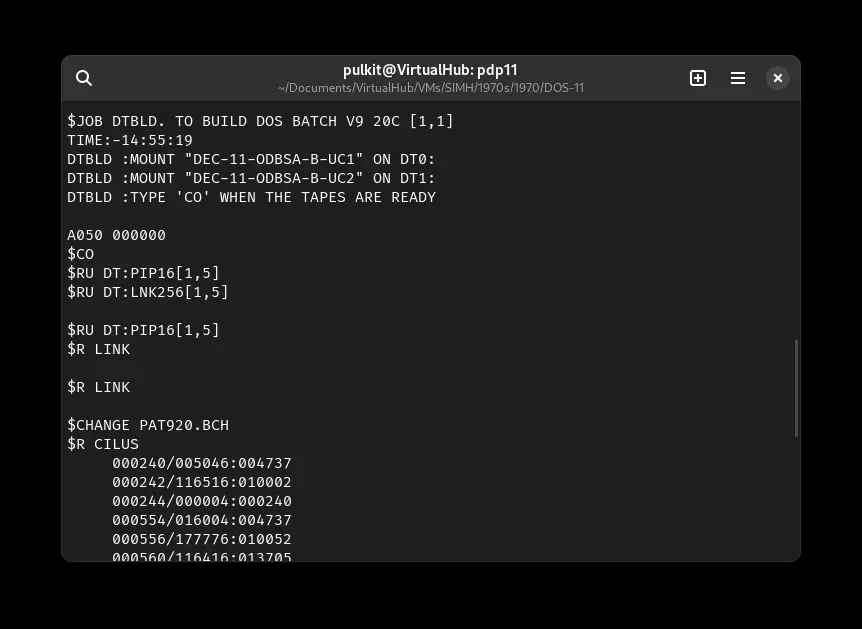 pulkit@VirtualHub: pdp11
~/Documents/VirtualHub/VMs/SIMH/1970s/1970/DOS-11
$JOB DTBLD. TO BUILD DOS BATCH V9 20C [1,1]
TIME:-14:55:19
DTBLD :MOUNT "DEC-11-ODBSA-B-UC1" ON DT0:
DTBLD :MOUNT "DEC-11-ODBSA-B-UC2" ON DT1:
DTBLD :TYPE 'CO' WHEN THE TAPES ARE READY
A050 000000
$CO
$RU DT:PIP16[1,5]
$RU DT:LNK256[1,5]
$RU DT:PIP16[1,5]
$R LINK
$R LINK
$CHANGE PAT920.BCH
$R CILUS
000240/005046:004737
000242/116516:010002
000244/000004:000240
000554/016004:004737
000556/177776:010052
000560/116416:013705